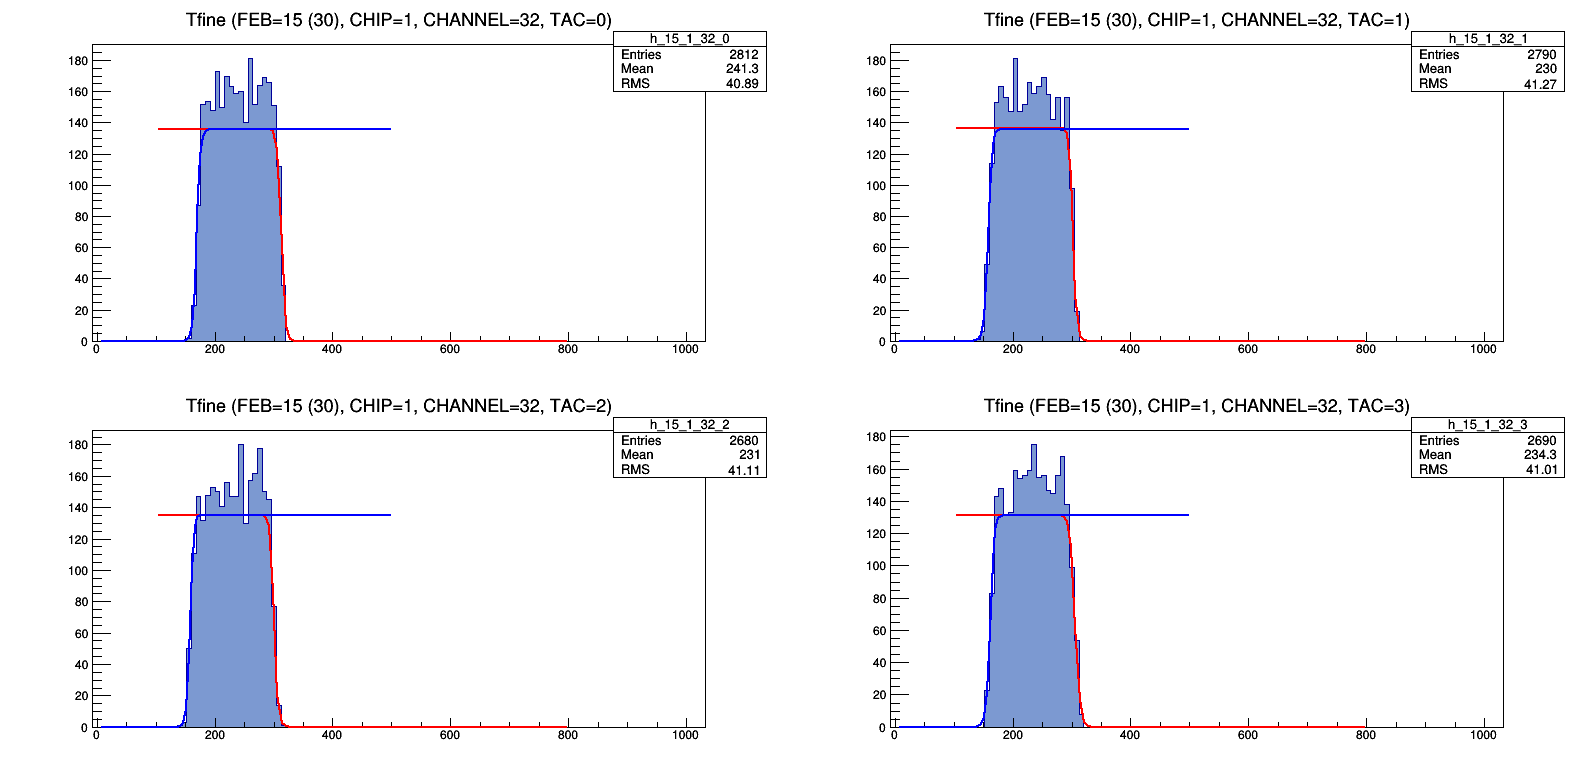 Tfine (FEB=15 (30), CHIP=1, CHANNEL=32, TAC=0)
h_15_1_32_0
Entries 2812
Mean 241.3
RMS 40.89
180
160
140
120
100
80
60
40
20
0
0 200 400 600 800 1000
Tfine (FEB=15 (30), CHIP=1, CHANNEL=32, TAC=1)
h_15_1_32_1
Entries 2790
Mean 230
RMS 41.27
180
160
140
120
100
80
60
40
20
0
0 200 400 600 800 1000
Tfine (FEB=15 (30), CHIP=1, CHANNEL=32, TAC=2)
h_15_1_32_2
Entries 2680
Mean 231
RMS 41.11
180
160
140
120
100
80
60
40
20
0
0 200 400 600 800 1000
Tfine (FEB=15 (30), CHIP=1, CHANNEL=32, TAC=3)
h_15_1_32_3
Entries 2690
Mean 234.3
RMS 41.01
180
160
140
120
100
80
60
40
20
0
0 200 400 600 800 1000